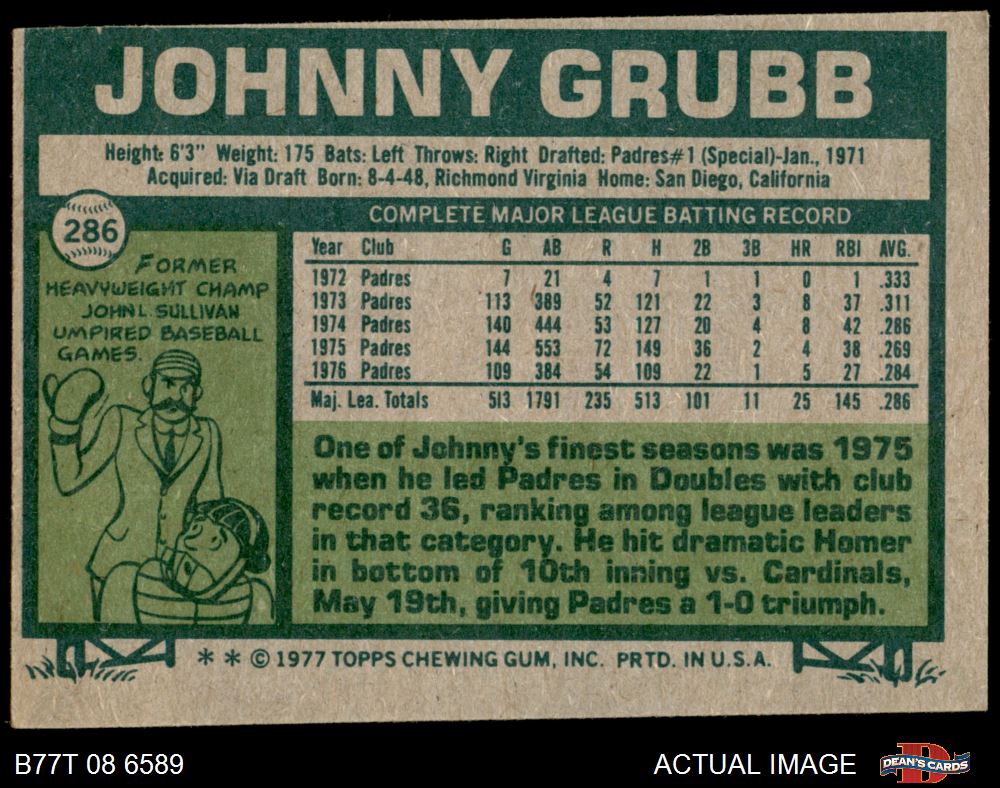 JOHNNY GRUBB
Height: 6'3" Weight: 175 Bats: Left Throws: Right Drafted: Padres#1 (Special)-Jan., 1971
Acquired: Via Draft Born: 8-4-48, Richmond Virginia Home: San Diego, California
286
FORMER
HEAVYWEIGHT CHAMP
JOHN L. SULLIVAN
UMPIRED BASEBALL
GAMES.
COMPLETE MAJOR LEAGUE BATTING RECORD
Year Club G AB R H 2B 3B HR RBI AVG.
1972 Padres 7 21 4 7 1 1 0 1 .333
1973 Padres 113 389 52 121 22 3 8 37 .311
1974 Padres 140 444 53 127 20 4 8 42 .286
1975 Padres 144 553 72 149 36 2 4 38 .269
1976 Padres 109 384 54 109 22 1 5 27 .284
Maj. Lea. Totals 513 1791 235 513 101 11 25 145 .286
One of Johnny's finest seasons was 1975
when he led Padres in Doubles with club
record 36, ranking among league leaders
in that category. He hit dramatic Homer
in bottom of 10th inning vs. Cardinals,
May 19th, giving Padres a 1-0 triumph.
* * © 1977 TOPPS CHEWING GUM, INC. PRTD. IN U.S.A.
B77T 08 6589
ACTUAL IMAGE
D
DEAN'S CARDS